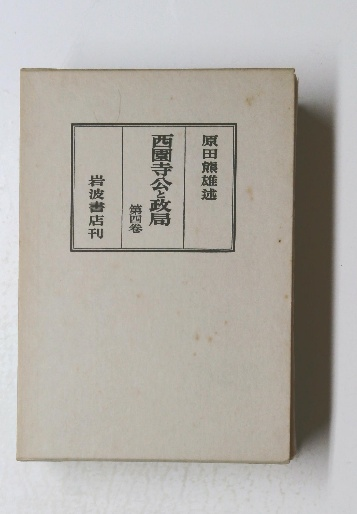 原田熊雄述
西園寺公と政局
第四卷
岩波書店刊